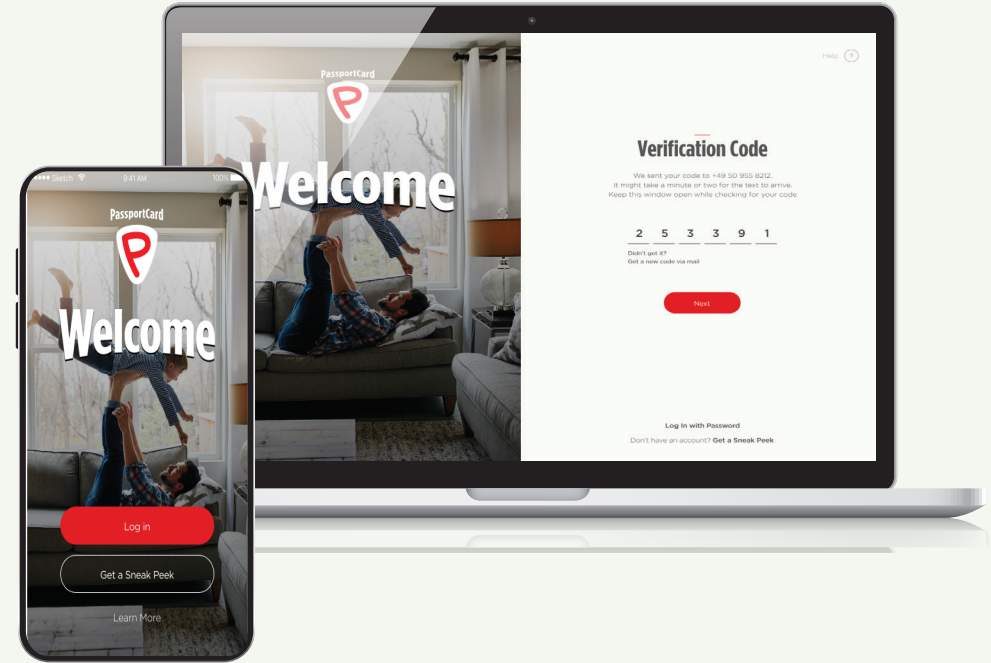 PassportCard
P
Welcome
Help ?
Verification Code
We sent your code to +49 50 955 8212.
It might take a minute or two for the text to arrive.
Keep this window open while checking for your code
2 5 3 3 9 1
Didn't get it?
Get a new code via mail
Next
Log In with Password
Don't have an account? Get a Sneak Peek
Sketch 9:41 AM 100%
PassportCard
P
Welcome
Log in
Get a Sneak Peek
Learn More